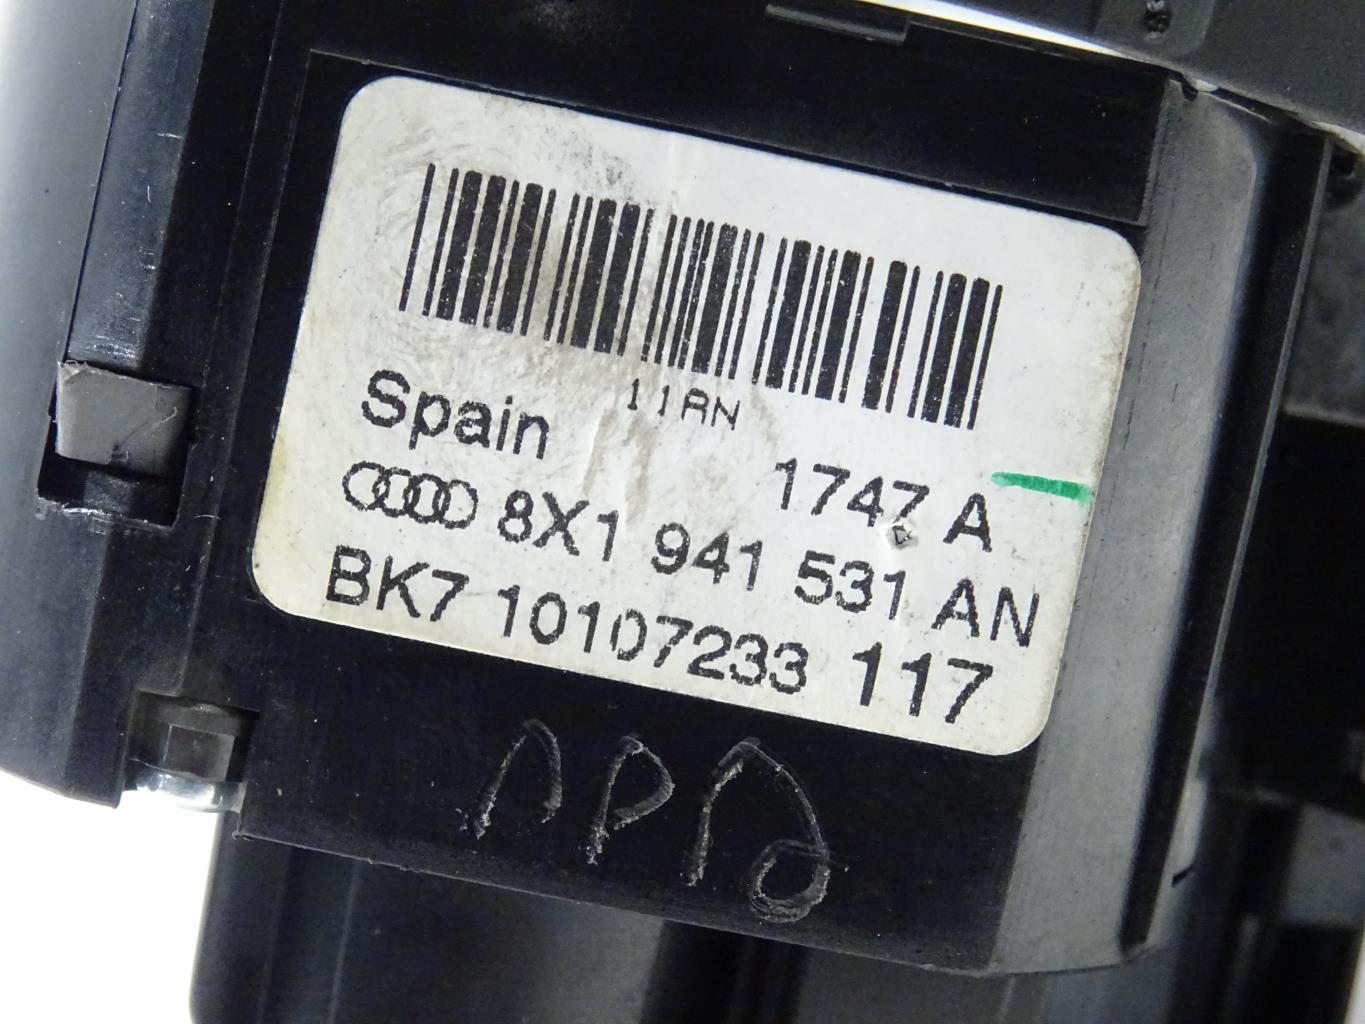 11AN
Spain
1747 A
8X1 941 531 AN
BK7 10107233 117